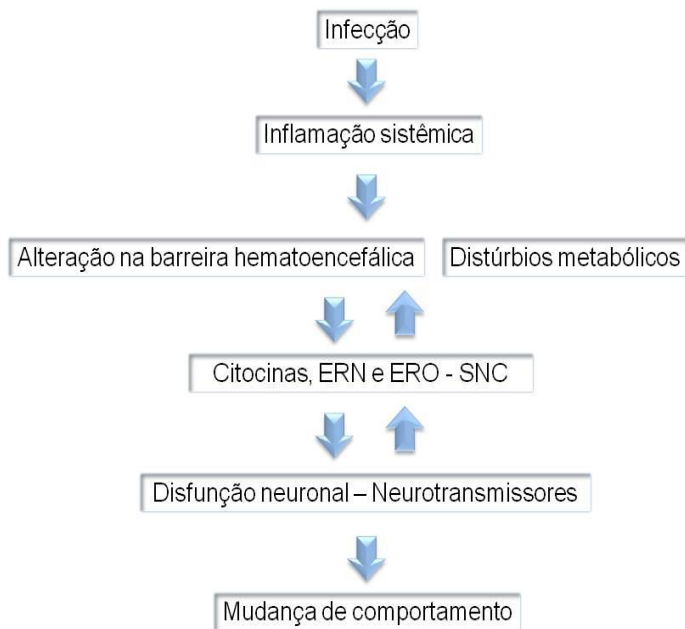 Infecção
Inflamação sistêmica
Alteração na barreira hematoencefálica
Distúrbios metabólicos
Citocinas, ERN e ERO - SNC
Disfunção neuronal – Neurotransmissores
Mudança de comportamento